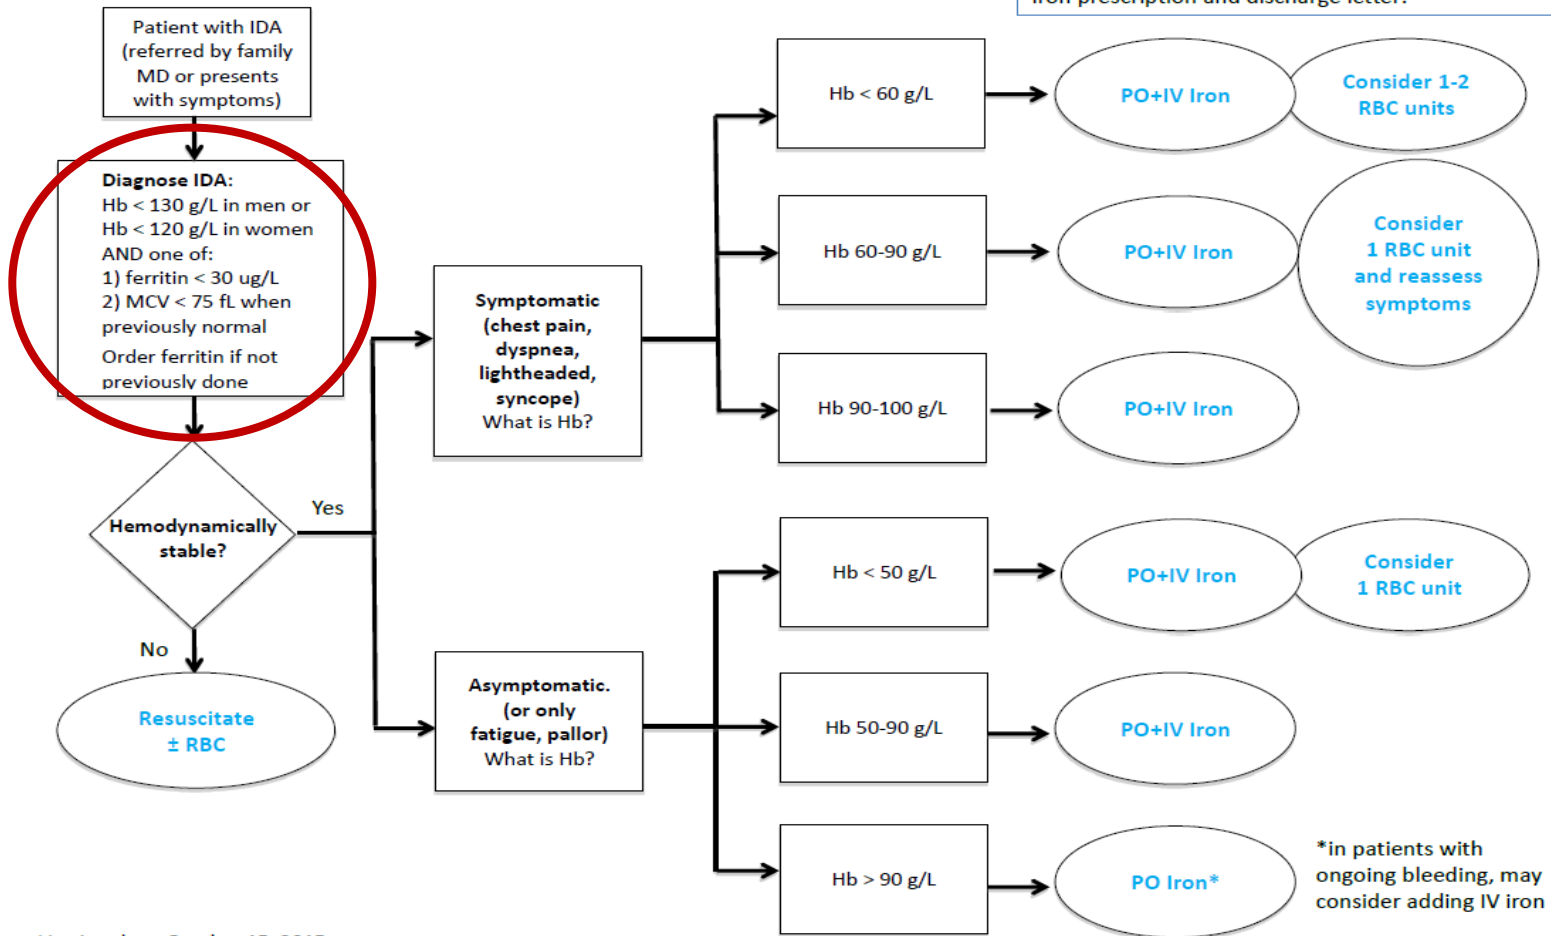 iron prescription and discharge letter.
Patient with IDA
(referred by family
MD or presents
with symptoms)
Diagnose IDA:
Hb < 130 g/L in men or
Hb < 120 g/L in women
AND one of:
1) ferritin < 30 ug/L
2) MCV < 75 fL when
previously normal
Order ferritin if not
previously done
Hemodynamically
stable?
Yes
No
Resuscitate
± RBC
Symptomatic
(chest pain,
dyspnea,
lightheaded,
syncope)
What is Hb?
Hb < 60 g/L
PO+IV Iron
Consider 1-2
RBC units
Hb 60-90 g/L
PO+IV Iron
Consider
1 RBC unit
and reassess
symptoms
Hb 90-100 g/L
PO+IV Iron
Asymptomatic.
(or only
fatigue, pallor)
What is Hb?
Hb < 50 g/L
PO+IV Iron
Consider
1 RBC unit
Hb 50-90 g/L
PO+IV Iron
Hb > 90 g/L
PO Iron*
*in patients with
ongoing bleeding, may
consider adding IV iron